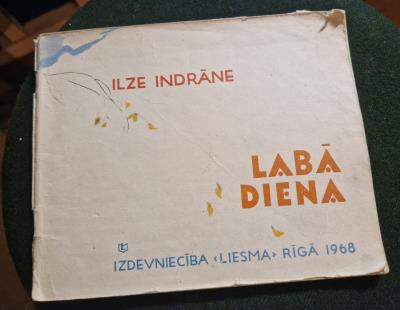 ILZE INDRĀNE
LABĀ
DIENA
IZDEVNIECĪBA ‹LIESMA› RĪGĀ 1968